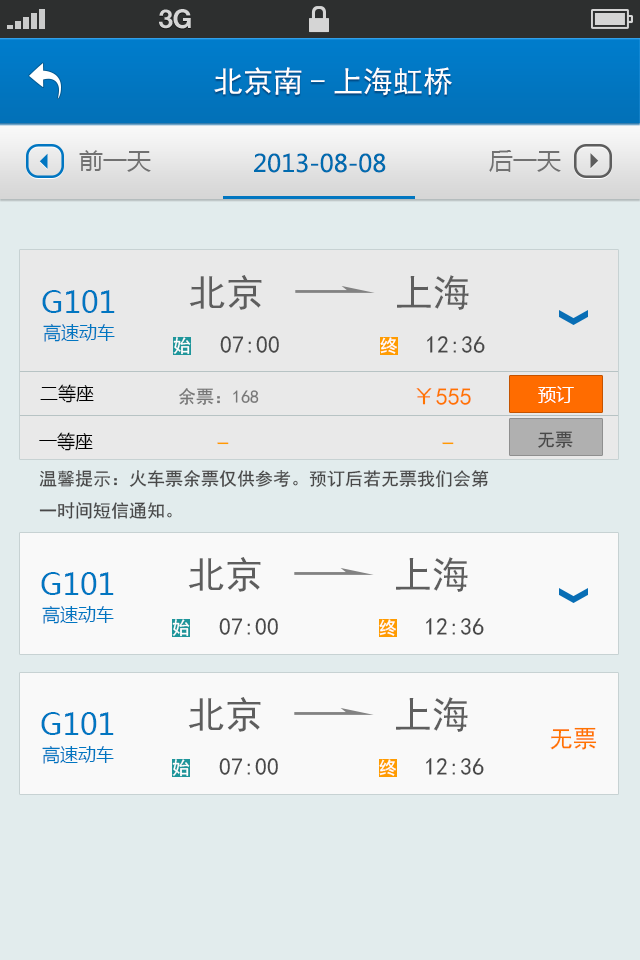 3G
北京南－上海虹桥
前一天 2013-08-08 后一天
G101 北京 上海
高速动车 始 07:00 终 12:36
二等座 余票：168 ￥555 预订
一等座 － － 无票
温馨提示：火车票余票仅供参考。预订后若无票我们会第
一时间短信通知。
G101 北京 上海
高速动车 始 07:00 终 12:36
G101 北京 上海 无票
高速动车 始 07:00 终 12:36